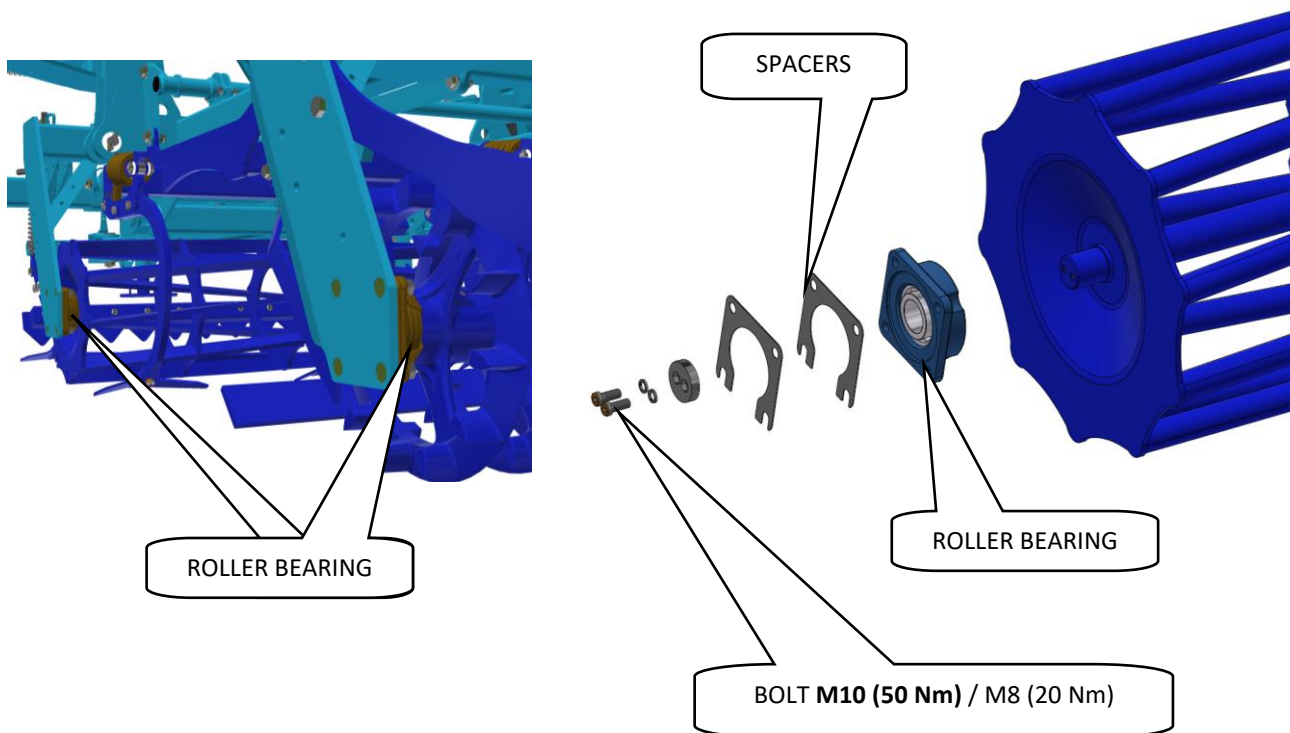 SPACERS
ROLLER BEARING
ROLLER BEARING
BOLT M10 (50 Nm) / M8 (20 Nm)